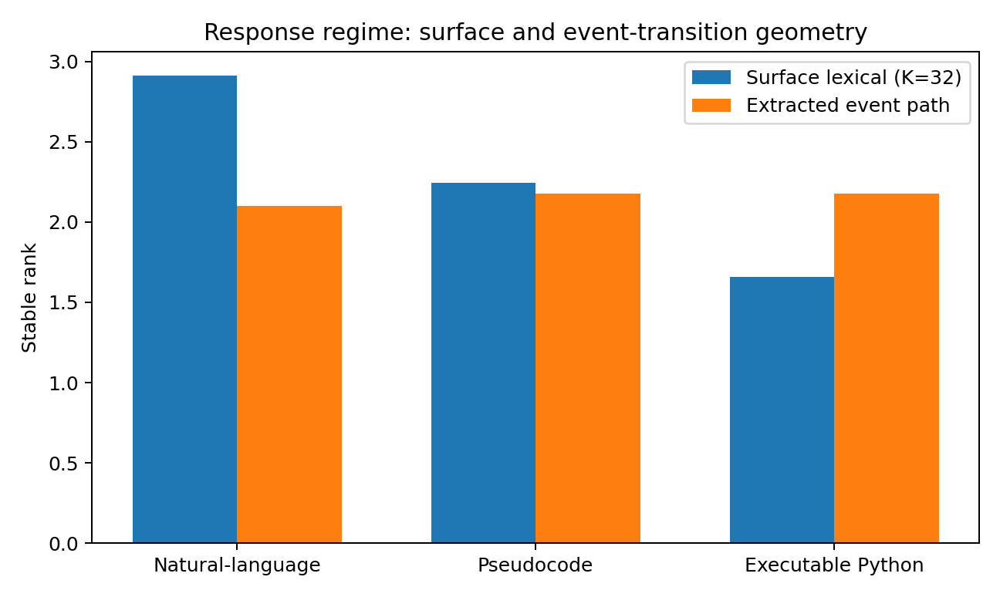 Response regime: surface and event-transition geometry
Surface lexical (K=32)
Extracted event path
Stable rank
3.0
2.5
2.0
1.5
1.0
0.5
0.0
Natural-language
Pseudocode
Executable Python